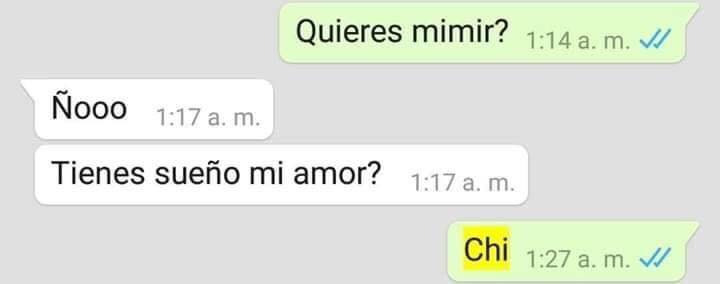 Quieres mimir? 1:14 a. m.
Ñooo 1:17 a. m.
Tienes sueño mi amor? 1:17 a. m.
Chi 1:27 a. m.